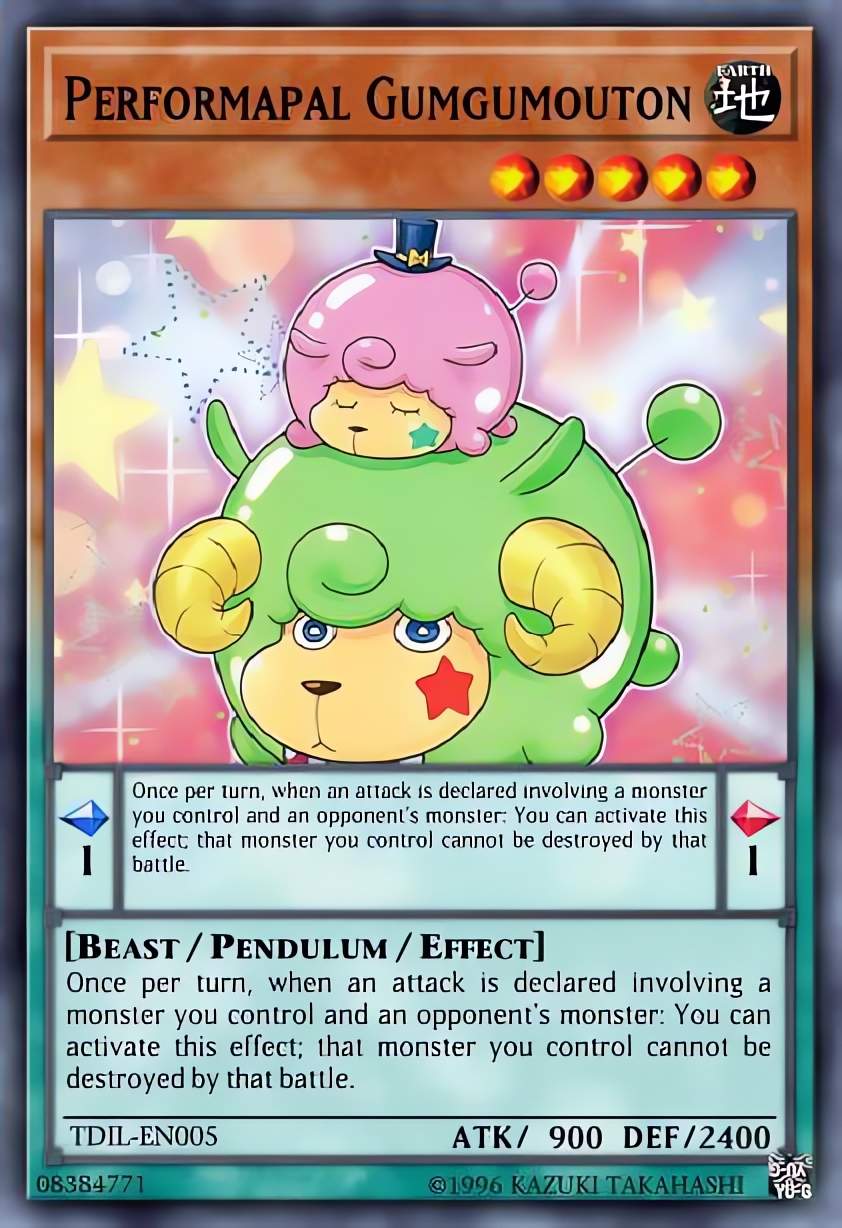 PERFORMAPAL GUMGUMOUTON
EARTH
地
Once per turn, when an attack is declared involving a monster
you control and an opponent's monster: You can activate this
effect; that monster you control cannot be destroyed by that
battle.
1
1
[BEAST / PENDULUM / EFFECT]
Once per turn, when an attack is declared involving a
monster you control and an opponent's monster: You can
activate this effect; that monster you control cannot be
destroyed by that battle.
TDIL-EN005
ATK/ 900 DEF/2400
08384771
©1996 KAZUKI TAKAHASHI